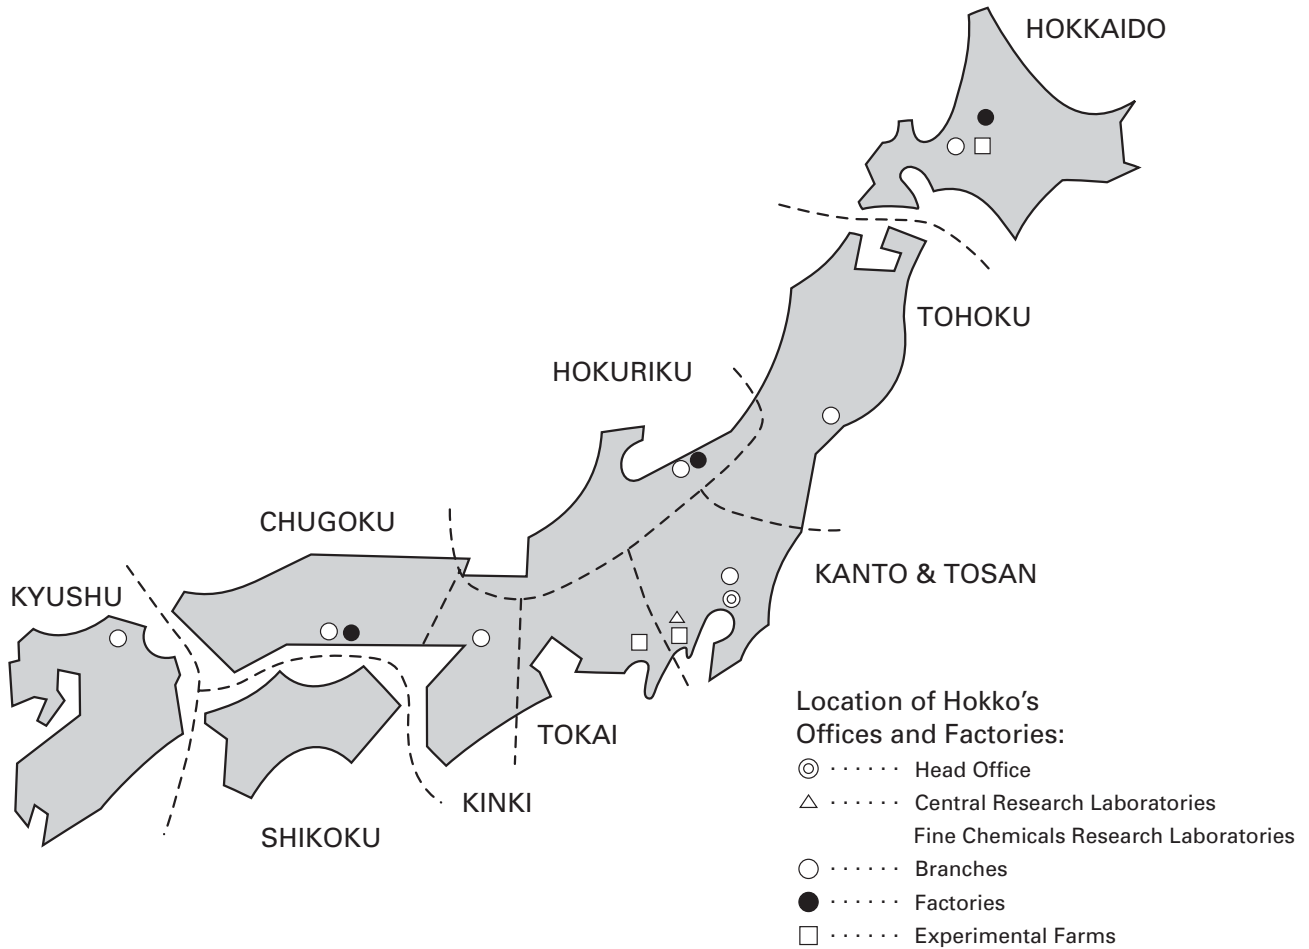 HOKKAIDO
TOHOKU
HOKURIKU
CHUGOKU
KANTO & TOSAN
KYUSHU
TOKAI
KINKI
SHIKOKU
Location of Hokko’s
Offices and Factories:
Head Office
Central Research Laboratories
Fine Chemicals Research Laboratories
Branches
Factories
Experimental Farms